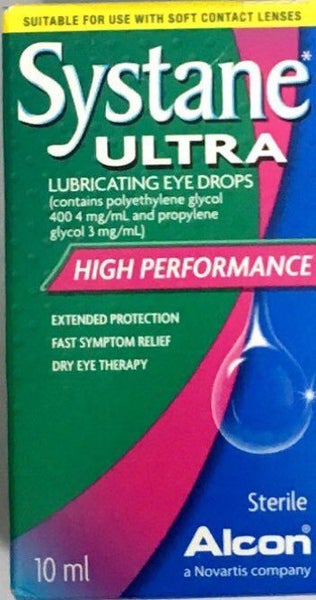 SUITABLE FOR USE WITH SOFT CONTACT LENSES
Systane*
ULTRA
LUBRICATING EYE DROPS
(contains polyethylene glycol
400 4 mg/mL and propylene
glycol 3 mg/mL)
HIGH PERFORMANCE
EXTENDED PROTECTION
FAST SYMPTOM RELIEF
DRY EYE THERAPY
Sterile
Alcon®
10 ml
a Novartis company